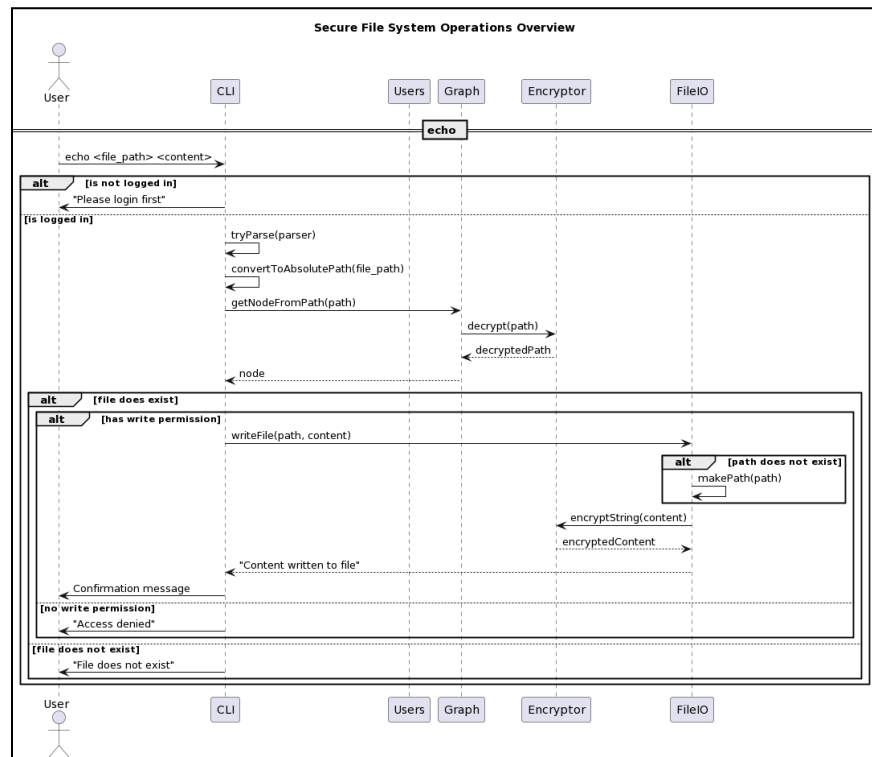 Secure File System Operations Overview
User
CLI
Users
Graph
Encryptor
FileIO
echo
echo <file_path> <content>
alt
[is not logged in]
"Please login first"
[is logged in]
tryParse(parser)
convertToAbsolutePath(file_path)
getNodeFromPath(path)
decrypt(path)
decryptedPath
node
alt
[file does exist]
alt
[has write permission]
writeFile(path, content)
alt
[path does not exist]
makePath(path)
encryptString(content)
encryptedContent
"Content written to file"
Confirmation message
[no write permission]
"Access denied"
[file does not exist]
"File does not exist"
User
CLI
Users
Graph
Encryptor
FileIO